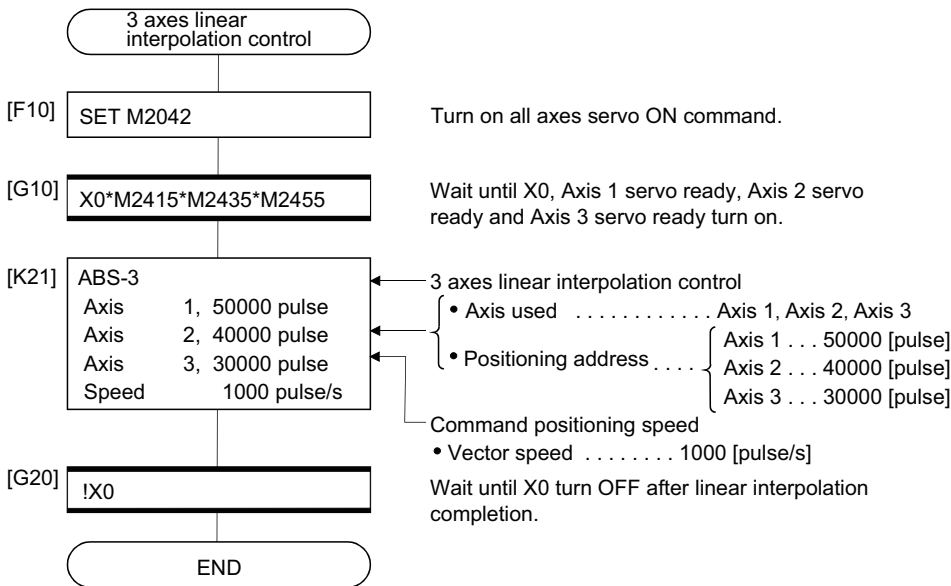 3 axes linear
interpolation control
[F10]
SET M2042
Turn on all axes servo ON command.
[G10]
X0*M2415*M2435*M2455
Wait until X0, Axis 1 servo ready, Axis 2 servo
ready and Axis 3 servo ready turn on.
[K21]
ABS-3
Axis 1, 50000 pulse
Axis 2, 40000 pulse
Axis 3, 30000 pulse
Speed 1000 pulse/s
3 axes linear interpolation control
• Axis used . . . . . . . . . . . . Axis 1, Axis 2, Axis 3
• Positioning address . . . .
Axis 1 . . . 50000 [pulse]
Axis 2 . . . 40000 [pulse]
Axis 3 . . . 30000 [pulse]
Command positioning speed
• Vector speed . . . . . . . . 1000 [pulse/s]
[G20]
!X0
Wait until X0 turn OFF after linear interpolation
completion.
END